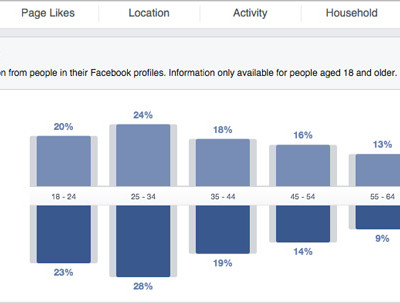 Page Likes Location Activity Household
on from people in their Facebook profiles. Information only available for people aged 18 and older.
20% 24% 18% 16% 13%
18 - 24 25 - 34 35 - 44 45 - 54 55 - 64
23% 28% 19% 14% 9%